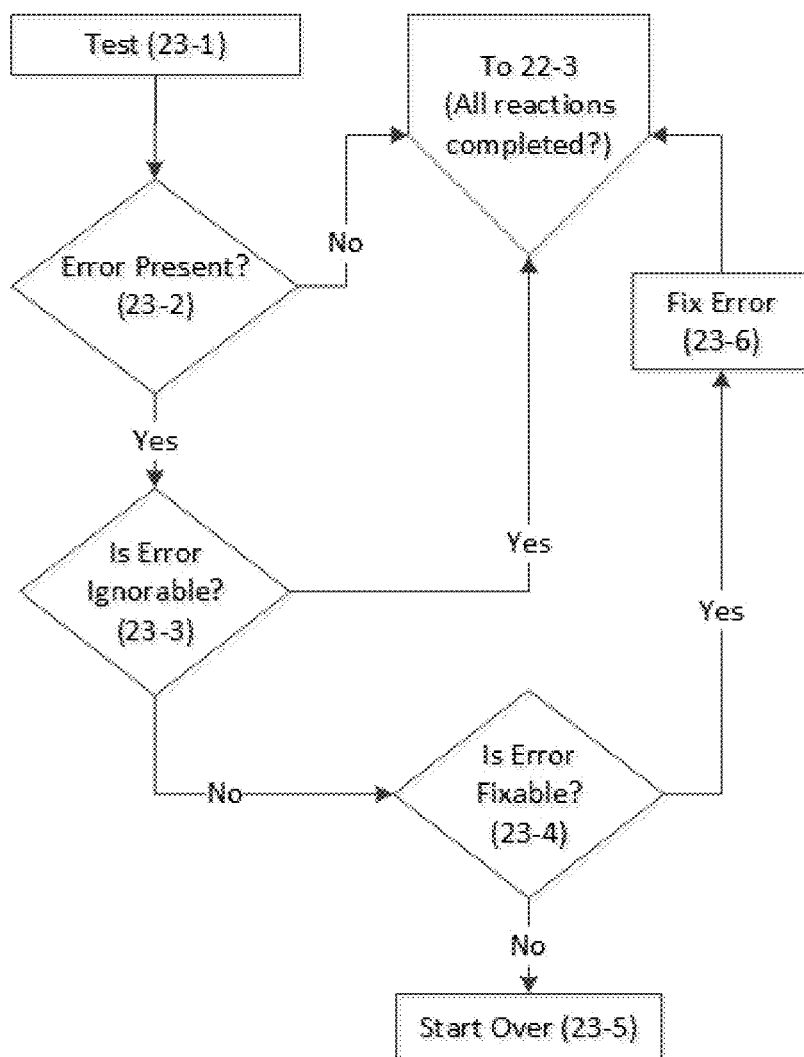 Test (23-1)
To 22-3
(All reactions
completed?)
No
Error Present?
(23-2)
Fix Error
(23-6)
Yes
Is Error
Ignorable?
(23-3)
Yes
Yes
Is Error
Fixable?
(23-4)
No
No
Start Over (23-5)